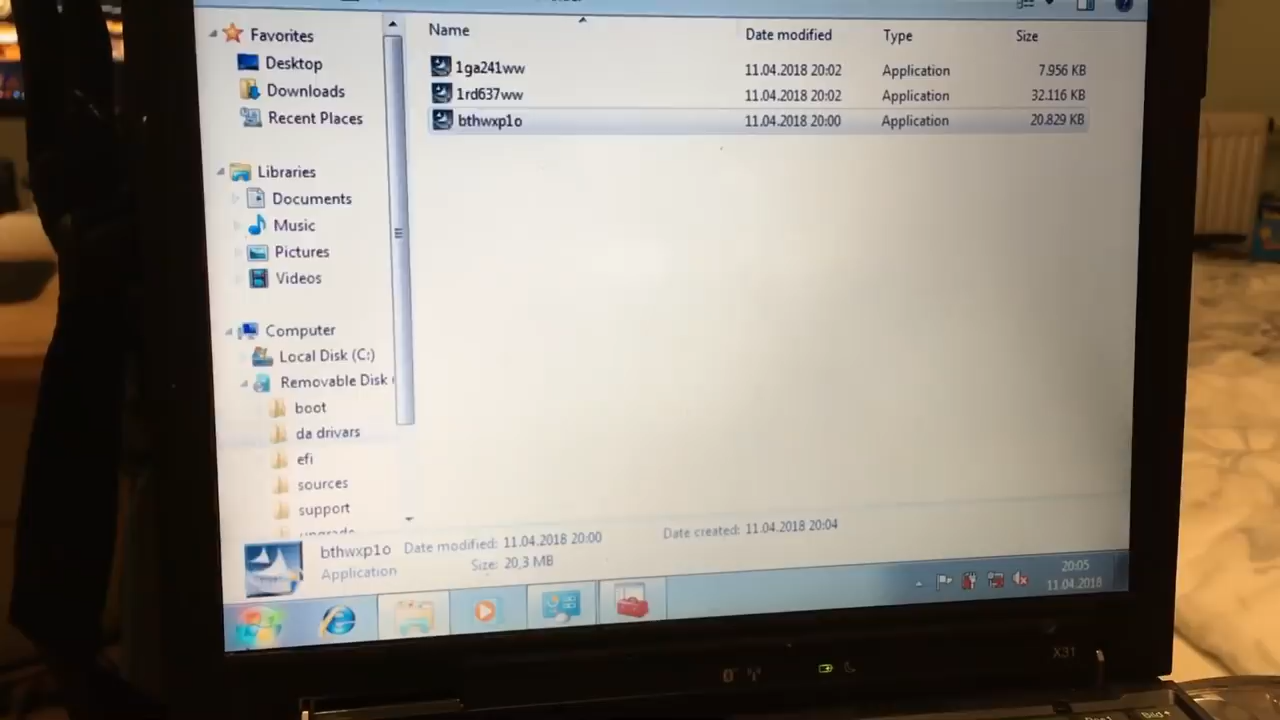 Name Date modified Type Size
Favorites
Desktop
Downloads
Recent Places
Libraries
Documents
Music
Pictures
Videos
Computer
Local Disk (C:)
Removable Disk
boot
da drivars
efi
sources
support
1ga241ww 11.04.2018 20:02 Application 7.956 KB
1rd637ww 11.04.2018 20:02 Application 32.116 KB
bthwxp1o 11.04.2018 20:00 Application 20.829 KB
bthwxp1o Date modified: 11.04.2018 20:00 Date created: 11.04.2018 20:04
Application Size: 20,3 MB
20:05
11.04.2018
X31